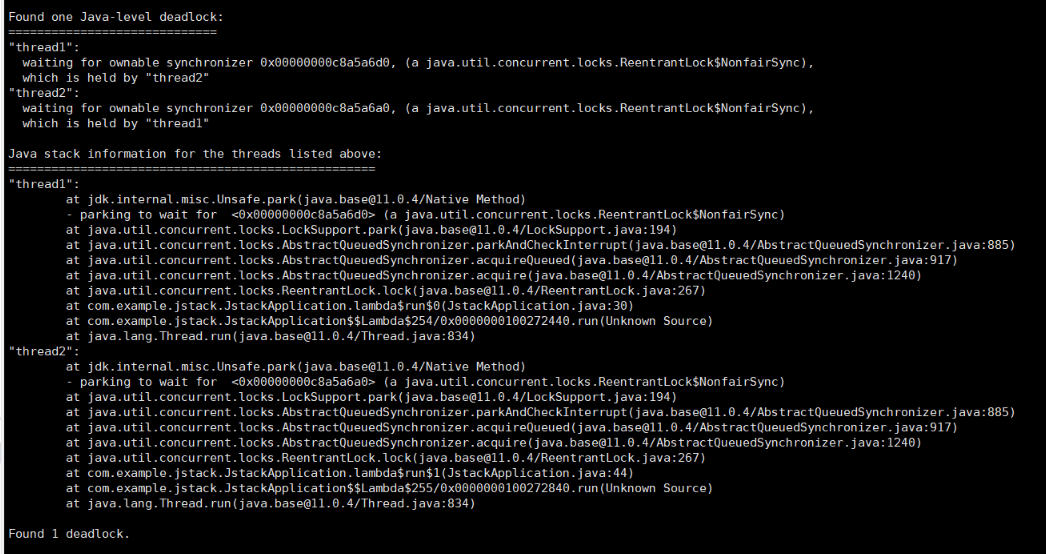 Found one Java-level deadlock:
=============================
"thread1":
  waiting for ownable synchronizer 0x00000000c8a5a6d0, (a java.util.concurrent.locks.ReentrantLock$NonfairSync),
  which is held by "thread2"
"thread2":
  waiting for ownable synchronizer 0x00000000c8a5a6a0, (a java.util.concurrent.locks.ReentrantLock$NonfairSync),
  which is held by "thread1"

Java stack information for the threads listed above:
===================================================
"thread1":
        at jdk.internal.misc.Unsafe.park(java.base@11.0.4/Native Method)
        - parking to wait for  <0x00000000c8a5a6d0> (a java.util.concurrent.locks.ReentrantLock$NonfairSync)
        at java.util.concurrent.locks.LockSupport.park(java.base@11.0.4/LockSupport.java:194)
        at java.util.concurrent.locks.AbstractQueuedSynchronizer.parkAndCheckInterrupt(java.base@11.0.4/AbstractQueuedSynchronizer.java:885)
        at java.util.concurrent.locks.AbstractQueuedSynchronizer.acquireQueued(java.base@11.0.4/AbstractQueuedSynchronizer.java:917)
        at java.util.concurrent.locks.AbstractQueuedSynchronizer.acquire(java.base@11.0.4/AbstractQueuedSynchronizer.java:1240)
        at java.util.concurrent.locks.ReentrantLock.lock(java.base@11.0.4/ReentrantLock.java:267)
        at com.example.jstack.JstackApplication.lambda$run$0(JstackApplication.java:30)
        at com.example.jstack.JstackApplication$$Lambda$254/0x0000000100272440.run(Unknown Source)
        at java.lang.Thread.run(java.base@11.0.4/Thread.java:834)
"thread2":
        at jdk.internal.misc.Unsafe.park(java.base@11.0.4/Native Method)
        - parking to wait for  <0x00000000c8a5a6a0> (a java.util.concurrent.locks.ReentrantLock$NonfairSync)
        at java.util.concurrent.locks.LockSupport.park(java.base@11.0.4/LockSupport.java:194)
        at java.util.concurrent.locks.AbstractQueuedSynchronizer.parkAndCheckInterrupt(java.base@11.0.4/AbstractQueuedSynchronizer.java:885)
        at java.util.concurrent.locks.AbstractQueuedSynchronizer.acquireQueued(java.base@11.0.4/AbstractQueuedSynchronizer.java:917)
        at java.util.concurrent.locks.AbstractQueuedSynchronizer.acquire(java.base@11.0.4/AbstractQueuedSynchronizer.java:1240)
        at java.util.concurrent.locks.ReentrantLock.lock(java.base@11.0.4/ReentrantLock.java:267)
        at com.example.jstack.JstackApplication.lambda$run$1(JstackApplication.java:44)
        at com.example.jstack.JstackApplication$$Lambda$255/0x0000000100272840.run(Unknown Source)
        at java.lang.Thread.run(java.base@11.0.4/Thread.java:834)

Found 1 deadlock.